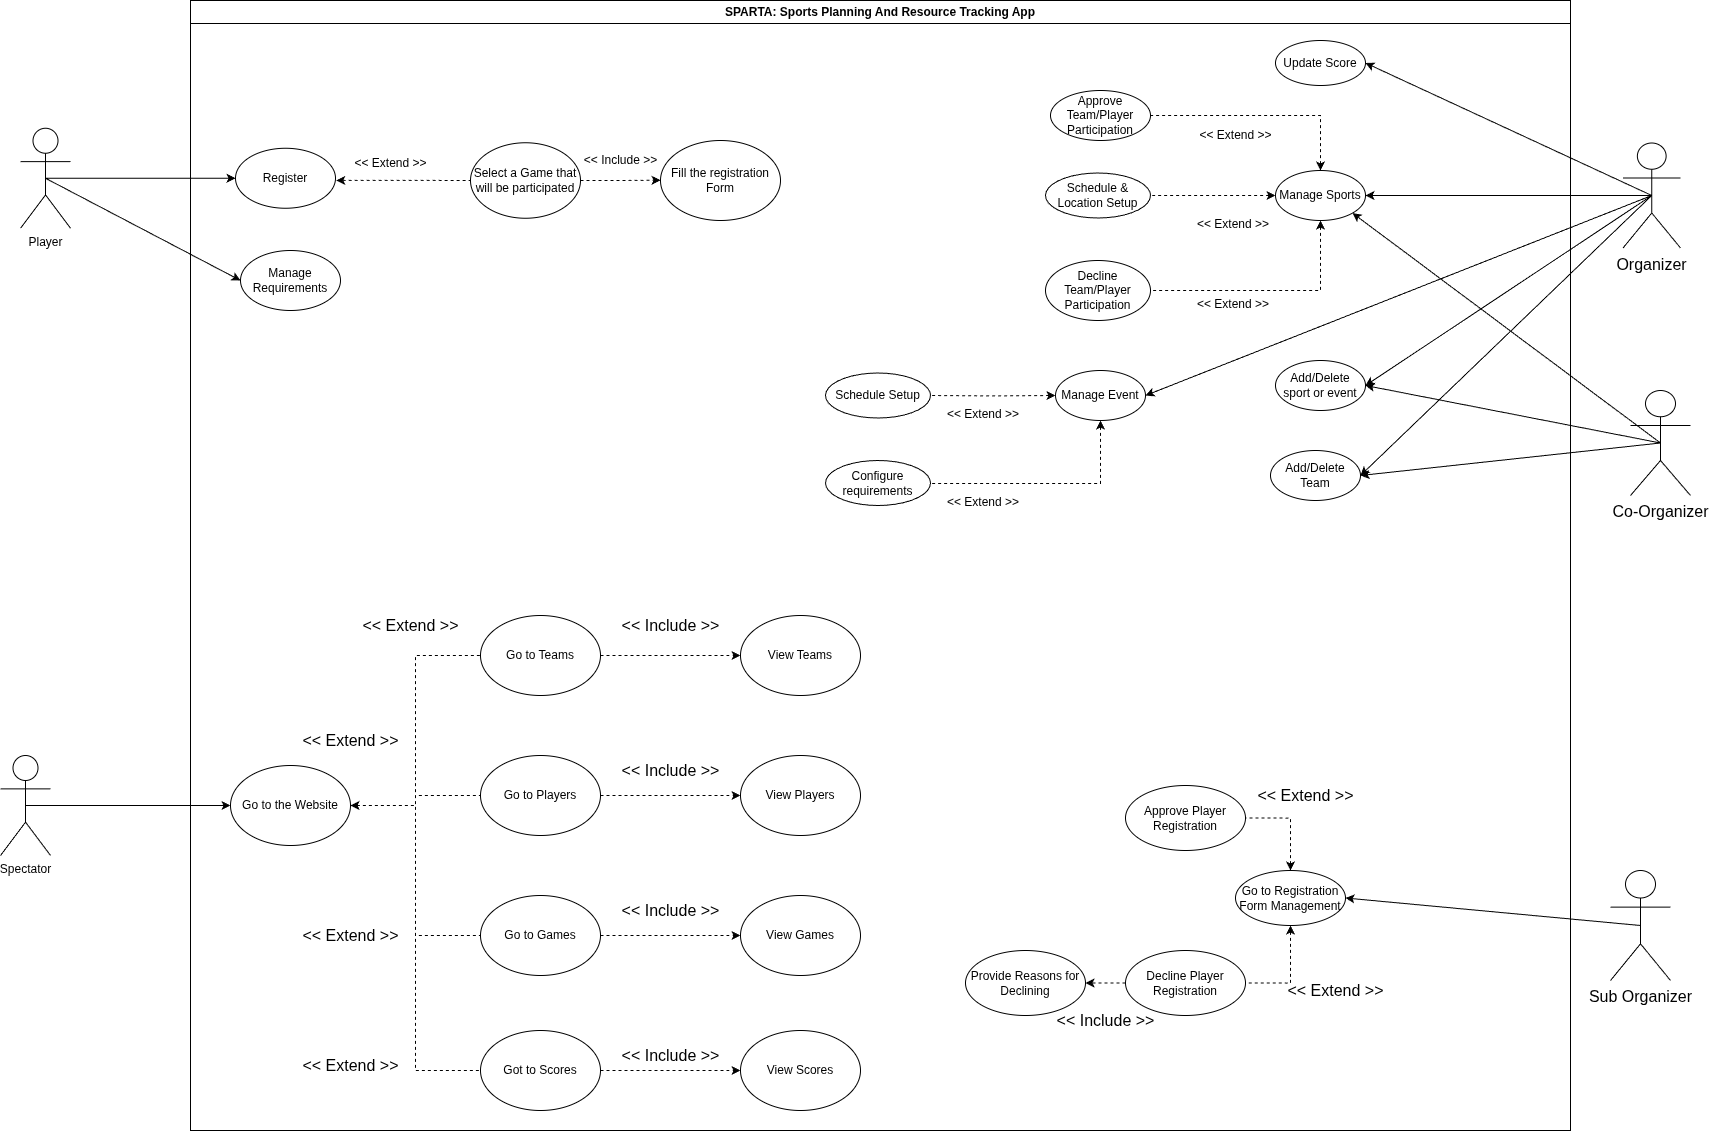 SPARTA: Sports Planning And Resource Tracking App
Update Score
Approve
Team/Player
Participation
<< Extend >>
Player
Register
<< Extend >>
Select a Game that
will be participated
<< Include >>
Fill the registration
Form
Manage
Requirements
Schedule &
Location Setup
<< Extend >>
Manage Sports
Decline
Team/Player
Participation
<< Extend >>
Organizer
Schedule Setup
<< Extend >>
Manage Event
Add/Delete
sport or event
Configure
requirements
<< Extend >>
Add/Delete
Team
Co-Organizer
<< Extend >>
Go to Teams
<< Include >>
View Teams
<< Extend >>
Go to the Website
Go to Players
<< Include >>
View Players
Spectator
<< Extend >>
Go to Games
<< Include >>
View Games
<< Extend >>
Got to Scores
<< Include >>
View Scores
Approve Player
Registration
<< Extend >>
Go to Registration
Form Management
Provide Reasons for
Declining
Decline Player
Registration
<< Extend >>
<< Include >>
Sub Organizer